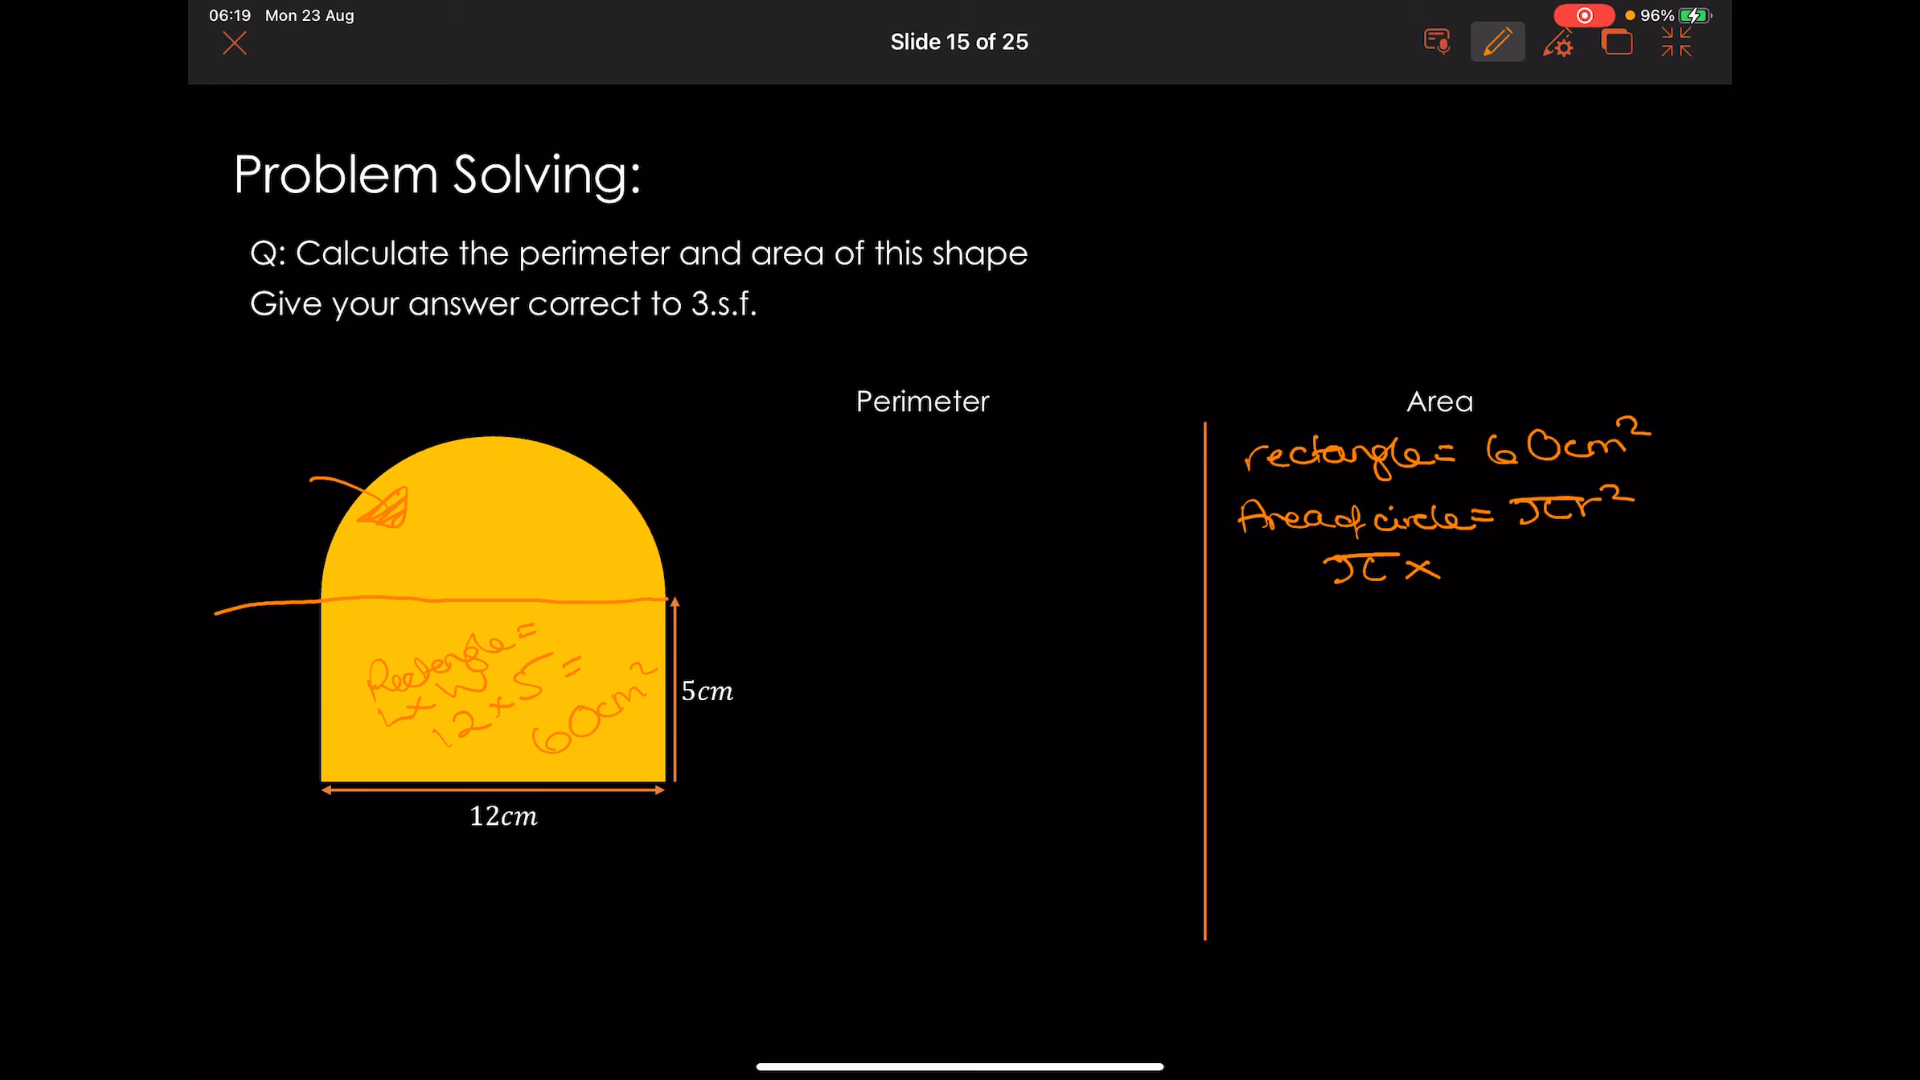 06:19 Mon 23 Aug
96%
Slide 15 of 25
Problem Solving:
Q: Calculate the perimeter and area of this shape
Give your answer correct to 3.s.f.
Perimeter
Area
rectangle = 60cm²
Area of circle = πr²
π x
Rectangle =
L x W
12 x 5 =
60cm²
5cm
12cm